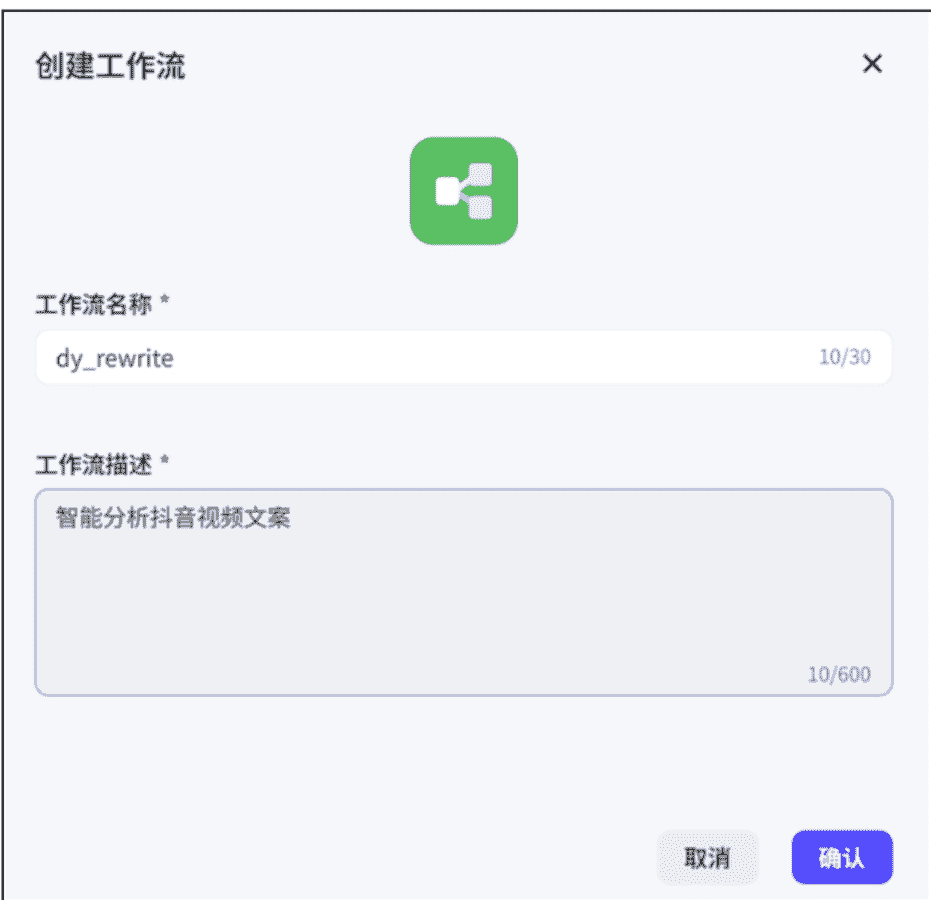 创建工作流
工作流名称 *
dy_rewrite 10/30
工作流描述 *
智能分析抖音视频文案
10/600
取消 确认